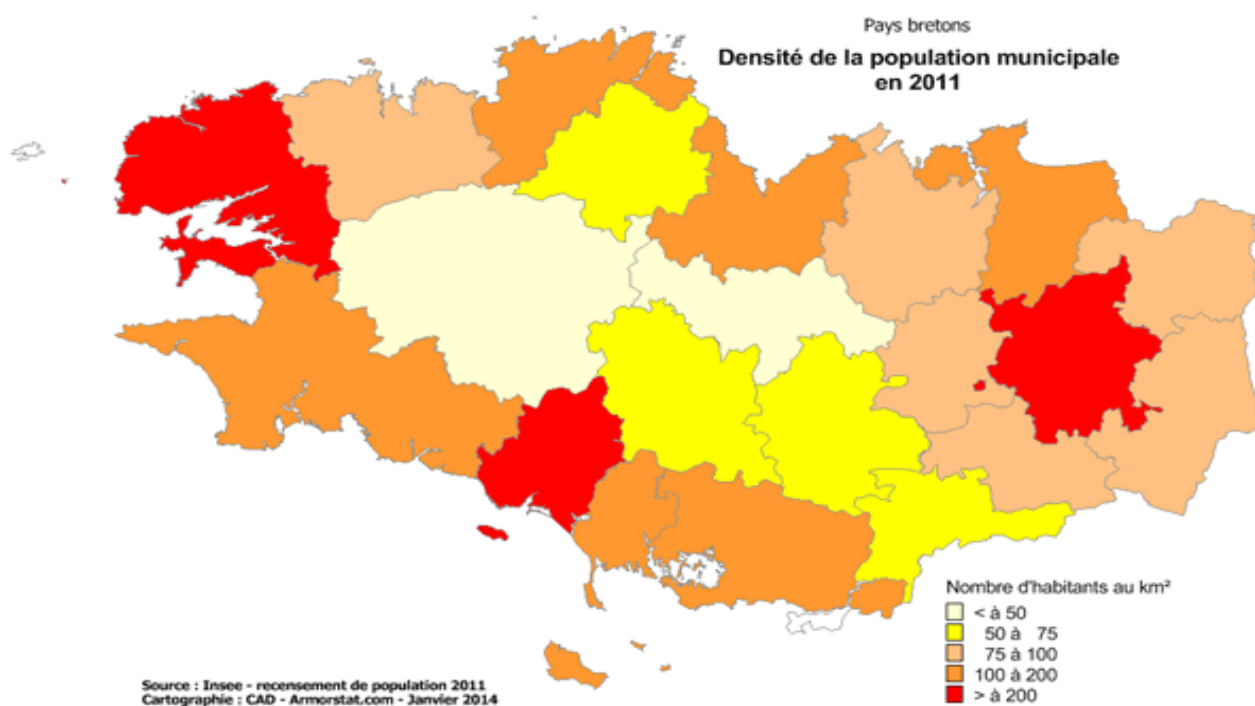 Pays bretons
Densité de la population municipale
en 2011
Nombre d'habitants au km²
< à 50
50 à 75
75 à 100
100 à 200
> à 200
Source : Insee - recensement de population 2011
Cartographie : CAD - Armorstat.com - Janvier 2014